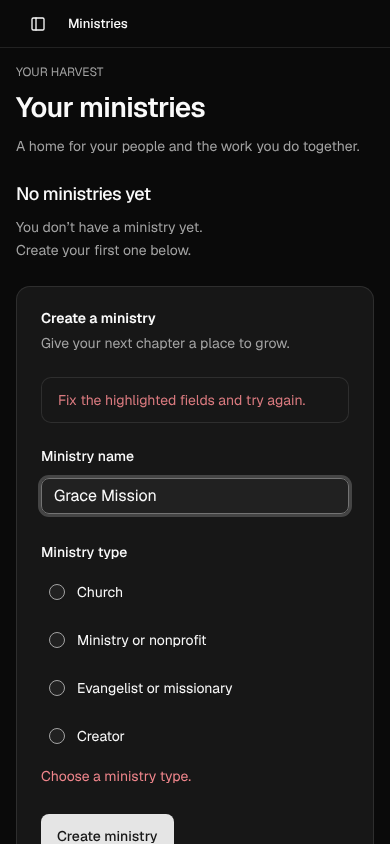 Ministries
YOUR HARVEST
Your ministries
A home for your people and the work you do together.
No ministries yet
You don’t have a ministry yet.
Create your first one below.
Create a ministry
Give your next chapter a place to grow.
Fix the highlighted fields and try again.
Ministry name
Grace Mission
Ministry type
Church
Ministry or nonprofit
Evangelist or missionary
Creator
Choose a ministry type.
Create ministry